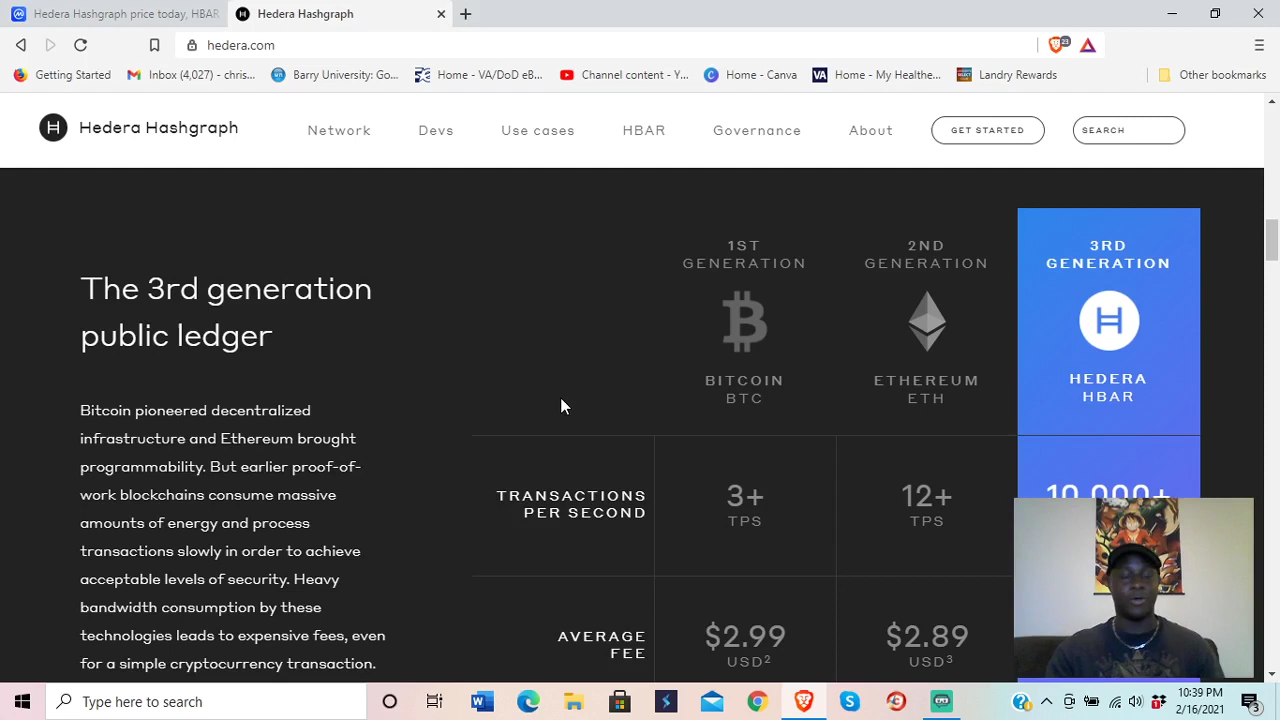 Hedera Hashgraph price today, HBAR
Hedera Hashgraph
hedera.com
23
Getting Started
Inbox (4,027) - chris...
Barry University: Go...
Home - VA/DoD eB...
Channel content - Y...
Home - Canva
Home - My Healthe...
Landry Rewards
Other bookmarks
Hedera Hashgraph
Network
Devs
Use cases
HBAR
Governance
About
GET STARTED
SEARCH
The 3rd generation
public ledger
Bitcoin pioneered decentralized
infrastructure and Ethereum brought
programmability. But earlier proof-of-
work blockchains consume massive
amounts of energy and process
transactions slowly in order to achieve
acceptable levels of security. Heavy
bandwidth consumption by these
technologies leads to expensive fees, even
for a simple cryptocurrency transaction.
1ST
GENERATION
2ND
GENERATION
3RD
GENERATION
BITCOIN
BTC
ETHEREUM
ETH
HEDERA
HBAR
TRANSACTIONS
PER SECOND
3+
TPS
12+
TPS
10,000+
AVERAGE
FEE
$2.99
USD2
$2.89
USD3
Type here to search
10:39 PM
2/16/2021
3